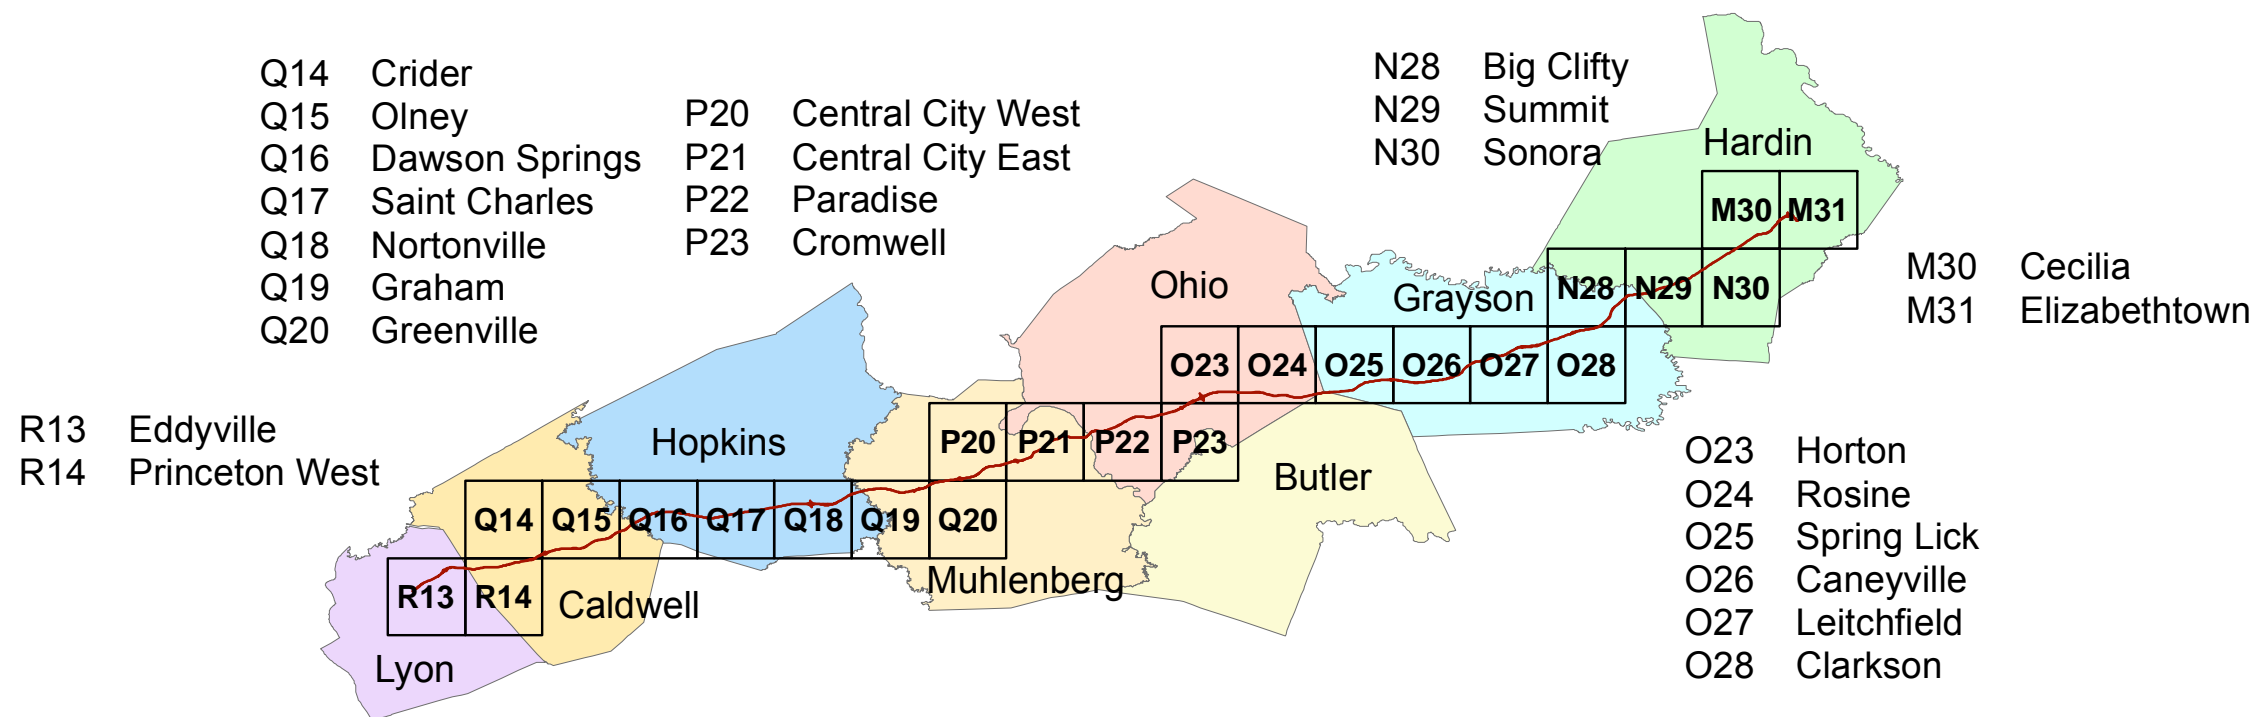 Q14 Crider
Q15 Olney
Q16 Dawson Springs
Q17 Saint Charles
Q18 Nortonville
Q19 Graham
Q20 Greenville
P20 Central City West
P21 Central City East
P22 Paradise
P23 Cromwell
N28 Big Clifty
N29 Summit
N30 Sonora
M30 Cecilia
M31 Elizabethtown
R13 Eddyville
R14 Princeton West
O23 Horton
O24 Rosine
O25 Spring Lick
O26 Caneyville
O27 Leitchfield
O28 Clarkson
Hardin
M30 M31
Ohio
Grayson
N28 N29 N30
O23 O24 O25 O26 O27 O28
Hopkins
P20 P21 P22 P23
Butler
Q14 Q15 Q16 Q17 Q18 Q19 Q20
Muhlenberg
R13 R14
Caldwell
Lyon